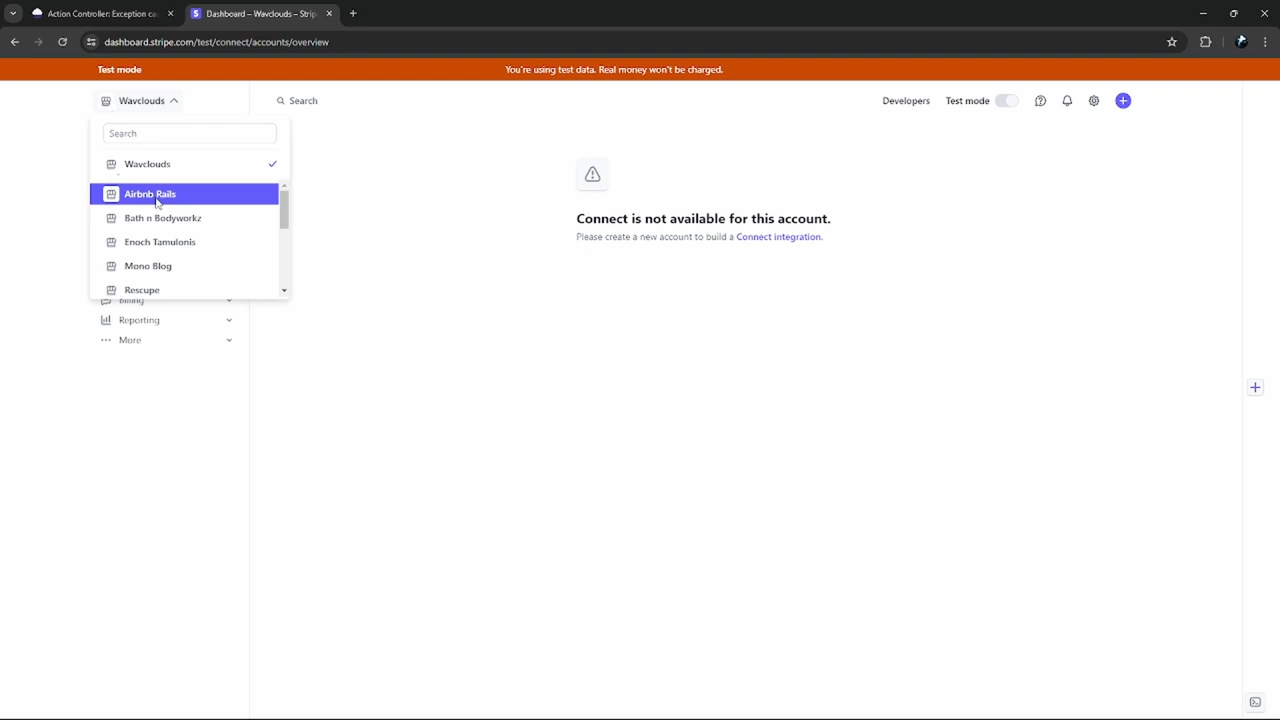 Action Controller: Exception ca
Dashboard – Wavclouds – Strip
dashboard.stripe.com/test/connect/accounts/overview
Test mode
You're using test data. Real money won't be charged.
Wavclouds
Search
Developers
Test mode
Search
Wavclouds
Airbnb Rails
Bath n Bodyworkz
Enoch Tamulonis
Mono Blog
Rescupe
Billing
Reporting
More
Connect is not available for this account.
Please create a new account to build a Connect integration.